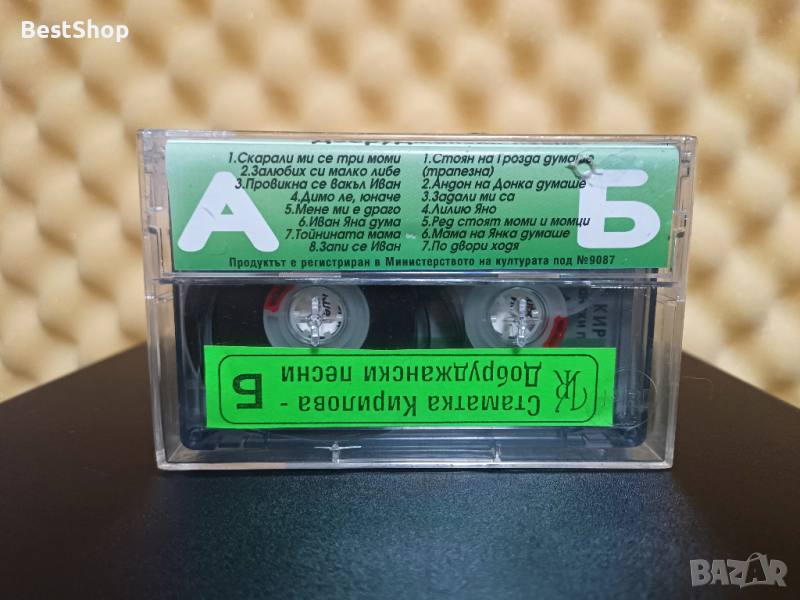 BestShop
А
1.Скарали ми се три моми
2.Залюбих си малко либе
3.Провикна се вакъл Иван
4.Димо ле, юначе
5.Мене ми е драго
6.Иван Яна дума
7.Тойнината мама
8.Запи се Иван
1.Стоян на Грозда думаше
(трапезна)
2.Андон на Донка думаше
3.Задали ми са
4.Лилию Яно
5.Ред стоят моми и момци
6.Мама на Янка думаше
7.По двори ходя
Б
Продуктът е регистриран в Министерството на културата под №9087
КИР
Стаматка Кирилова -
Добруджански песни
Б
BAZAR